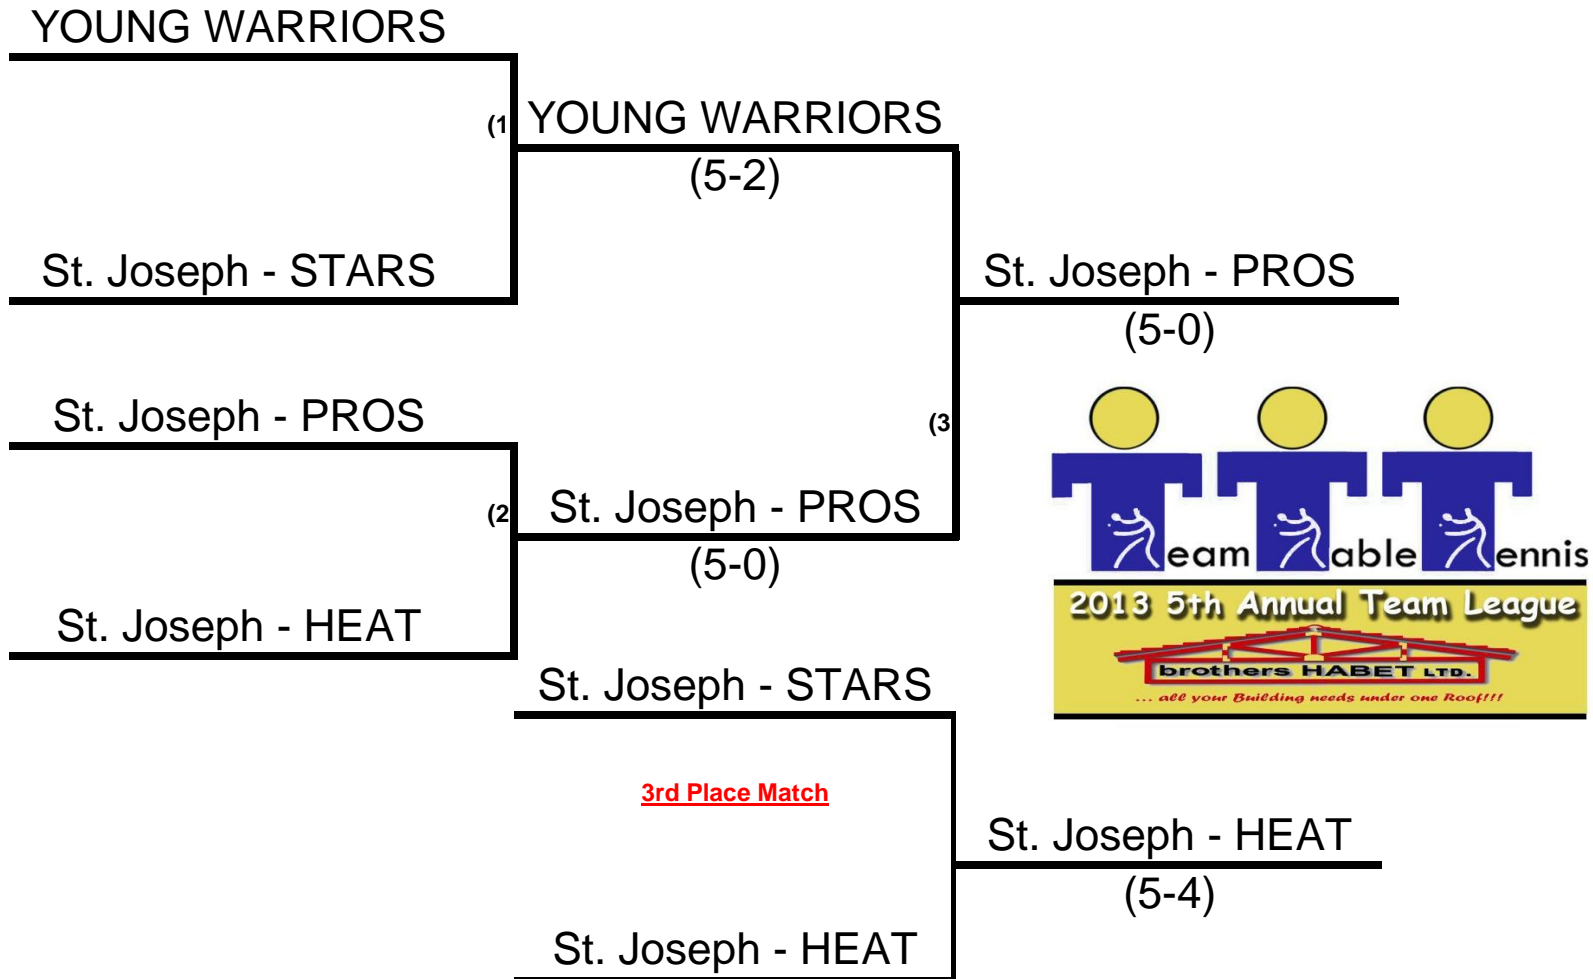 YOUNG WARRIORS
(1
YOUNG WARRIORS
(5-2)
St. Joseph - STARS
St. Joseph - PROS
(5-0)
St. Joseph - PROS
(3
(2
St. Joseph - PROS
(5-0)
Team Table Tennis
2013 5th Annual Team League
brothers HABET LTD.
... all your Building needs under one Roof!!!
St. Joseph - HEAT
St. Joseph - STARS
3rd Place Match
St. Joseph - HEAT
(5-4)
St. Joseph - HEAT